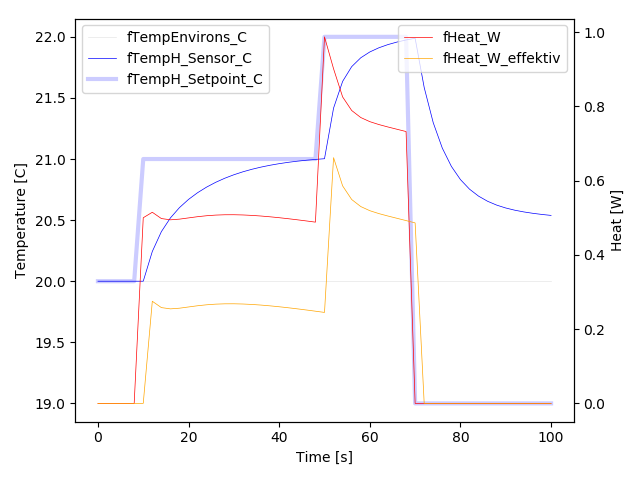 fTempEnvirons_C
fTempH_Sensor_C
fTempH_Setpoint_C
fHeat_W
fHeat_W_effektiv
22.0
21.5
21.0
20.5
20.0
19.5
19.0
Temperature [C]
1.0
0.8
0.6
0.4
0.2
0.0
Heat [W]
0 20 40 60 80 100
Time [s]